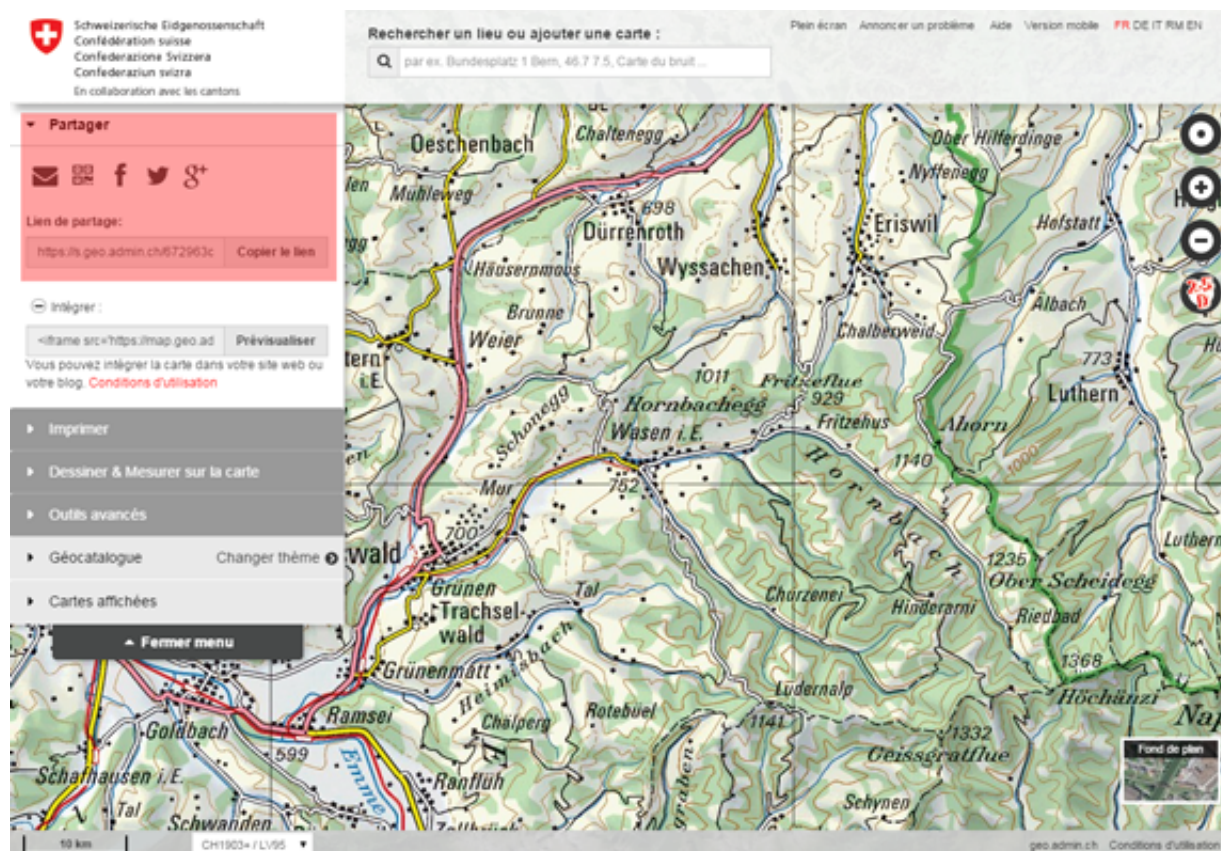 Schweizerische Eidgenossenschaft
Confédération suisse
Confederazione Svizzera
Confederaziun svizra
En collaboration avec les cantons
Rechercher un lieu ou ajouter une carte :
par ex. Bundesplatz 1 Bern, 46.7 7.5, Carte du bruit ...
Plein écran Annoncer un problème Aide Version mobile FR DE IT RM EN
Partager
Lien de partage:
https://s.geo.admin.ch/672963c Copier le lien
Intégrer :
<iframe src='https://map.geo.ad Prévisualiser
Vous pouvez intégrer la carte dans votre site web ou
votre blog. Conditions d'utilisation
Imprimer
Dessiner & Mesurer sur la carte
Outils avancés
Géocatalogue Changer thème
Cartes affichées
Fermer menu
Oeschenbach
Chaltenegg
Ober Hilferdinge
Mühleweg
Nyffenegg
698
Dürrenroth
Eriswil
Hofstatt
Häusernmoos
Wyssachen
Brunne
Albach
Weier
Chalberweid
773
i.E.
1011
Fritzeflue
929
Luthern
Schonegg
Hornbachegg
Wasen i.E.
Fritzehus
Ahorn
1140
1000
Mur
752
Hornbach
700
wald
Luthern
1235
Ober Scheidegg
Grünen
Tal
Churzenei
Hinderarni
Riedbad
Trachsel-
wald
Grünenmatt
Heimisbach
1368
Höchänzi
Ludernalp
Ramsei
Chalperg
Rotebuel
1141
Goldbach
599
1332
Geissgratflue
Nap
Fond de plan
Schafhausen i.E.
Emme
Ranflüh
graben
Schynen
Tal
Schwanden
10 km
CH1903+ / LV95
geo.admin.ch Conditions d'utilisation